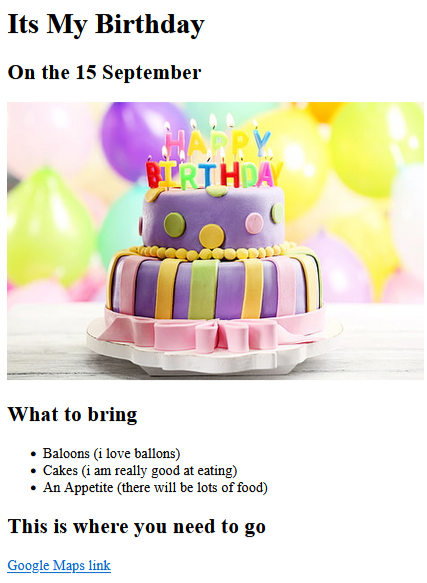 Its My Birthday
On the 15 September
HAPPY
BIRTHDAY
What to bring
Baloons (i love ballons)
Cakes (i am really good at eating)
An Appetite (there will be lots of food)
This is where you need to go
Google Maps link